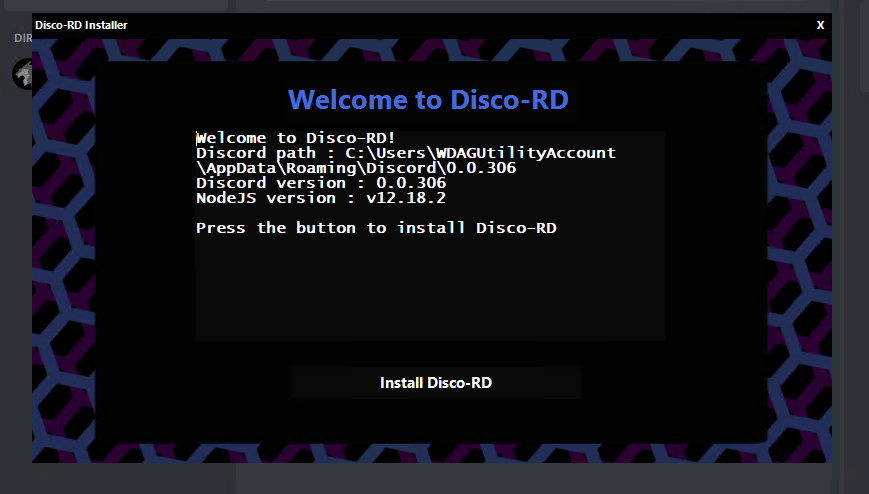 Disco-RD Installer
X
DIR
Welcome to Disco-RD
Welcome to Disco-RD!
Discord path : C:\Users\WDAGUtilityAccount
\AppData\Roaming\Discord\0.0.306
Discord version : 0.0.306
NodeJS version : v12.18.2
Press the button to install Disco-RD
Install Disco-RD